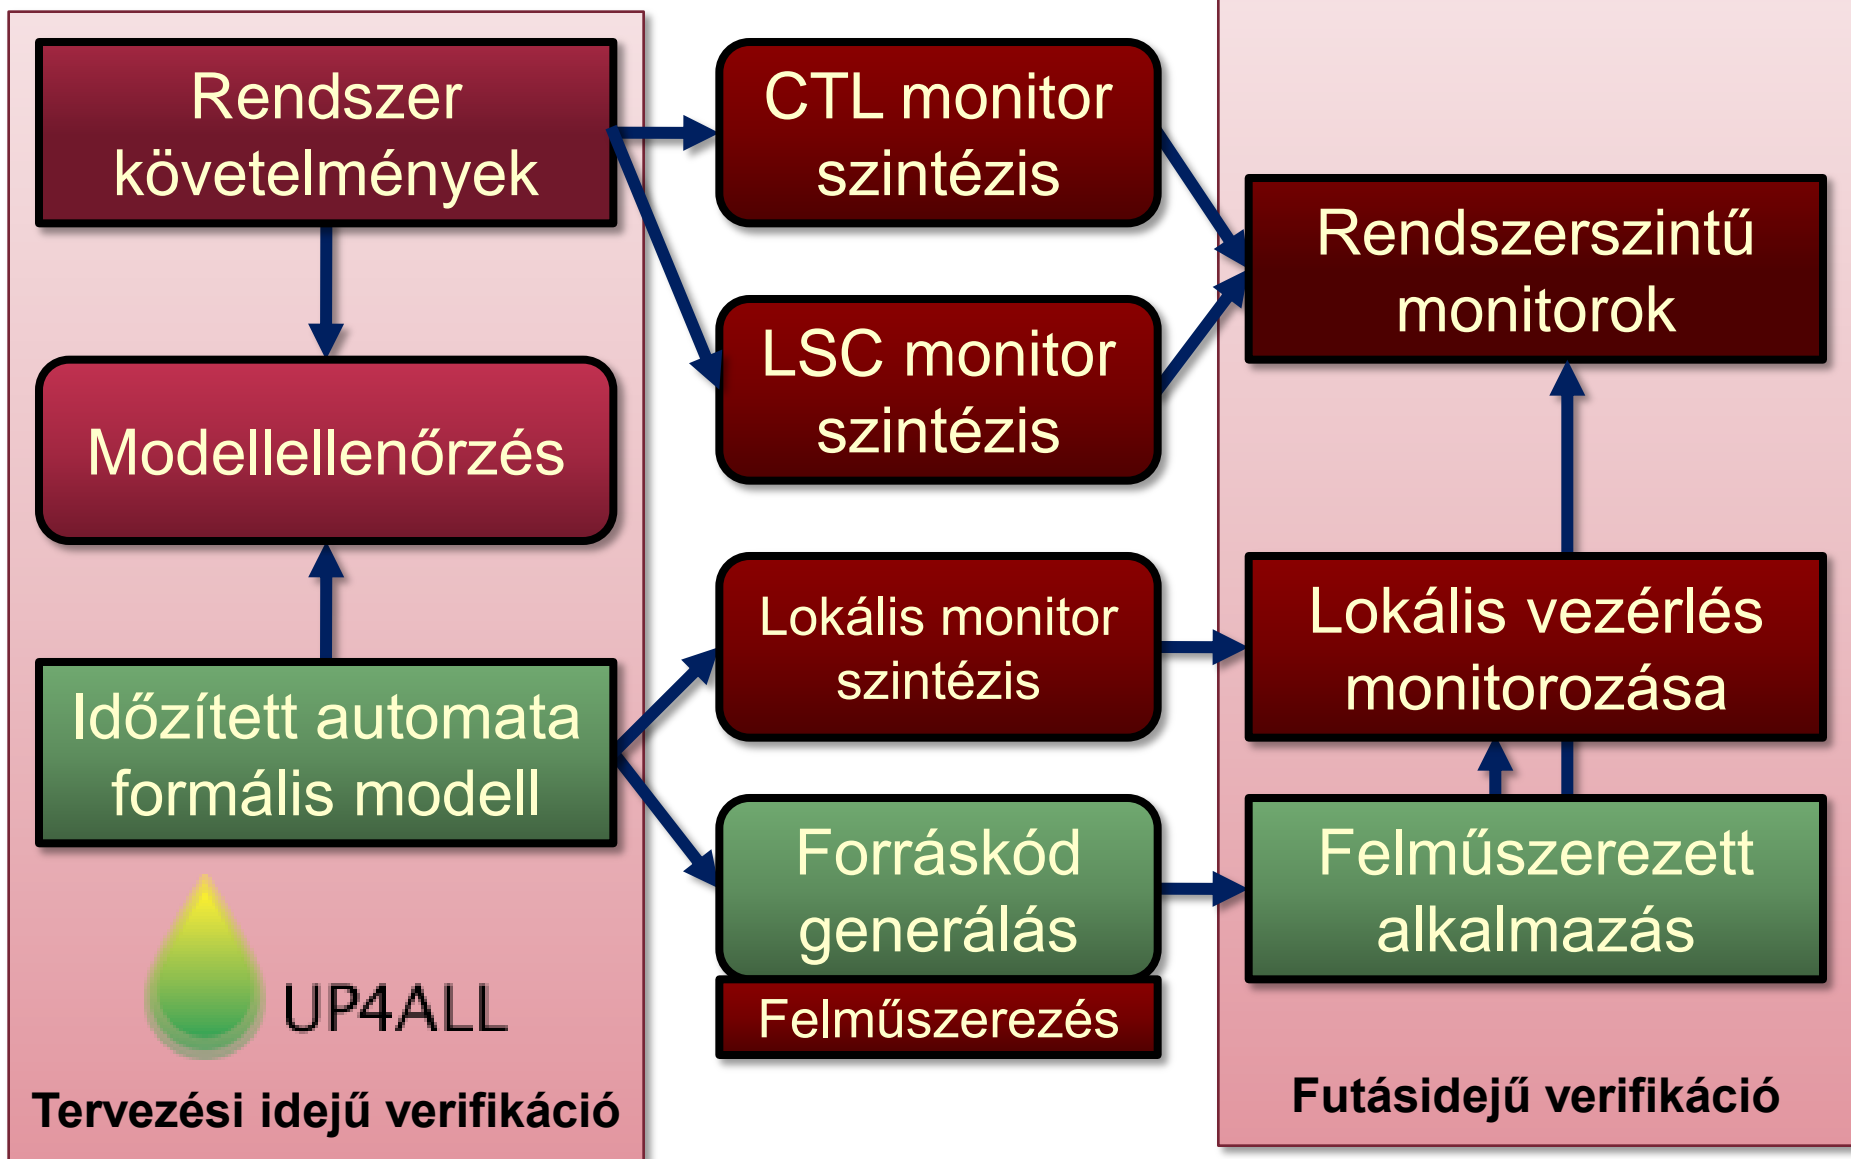 Rendszer
követelmények
Modellellenőrzés
Időzített automata
formális modell
UP4ALL
Tervezési idejű verifikáció
CTL monitor
szintézis
LSC monitor
szintézis
Lokális monitor
szintézis
Forráskód
generálás
Felműszerezés
Rendszerszintű
monitorok
Lokális vezérlés
monitorozása
Felműszerezett
alkalmazás
Futásidejű verifikáció